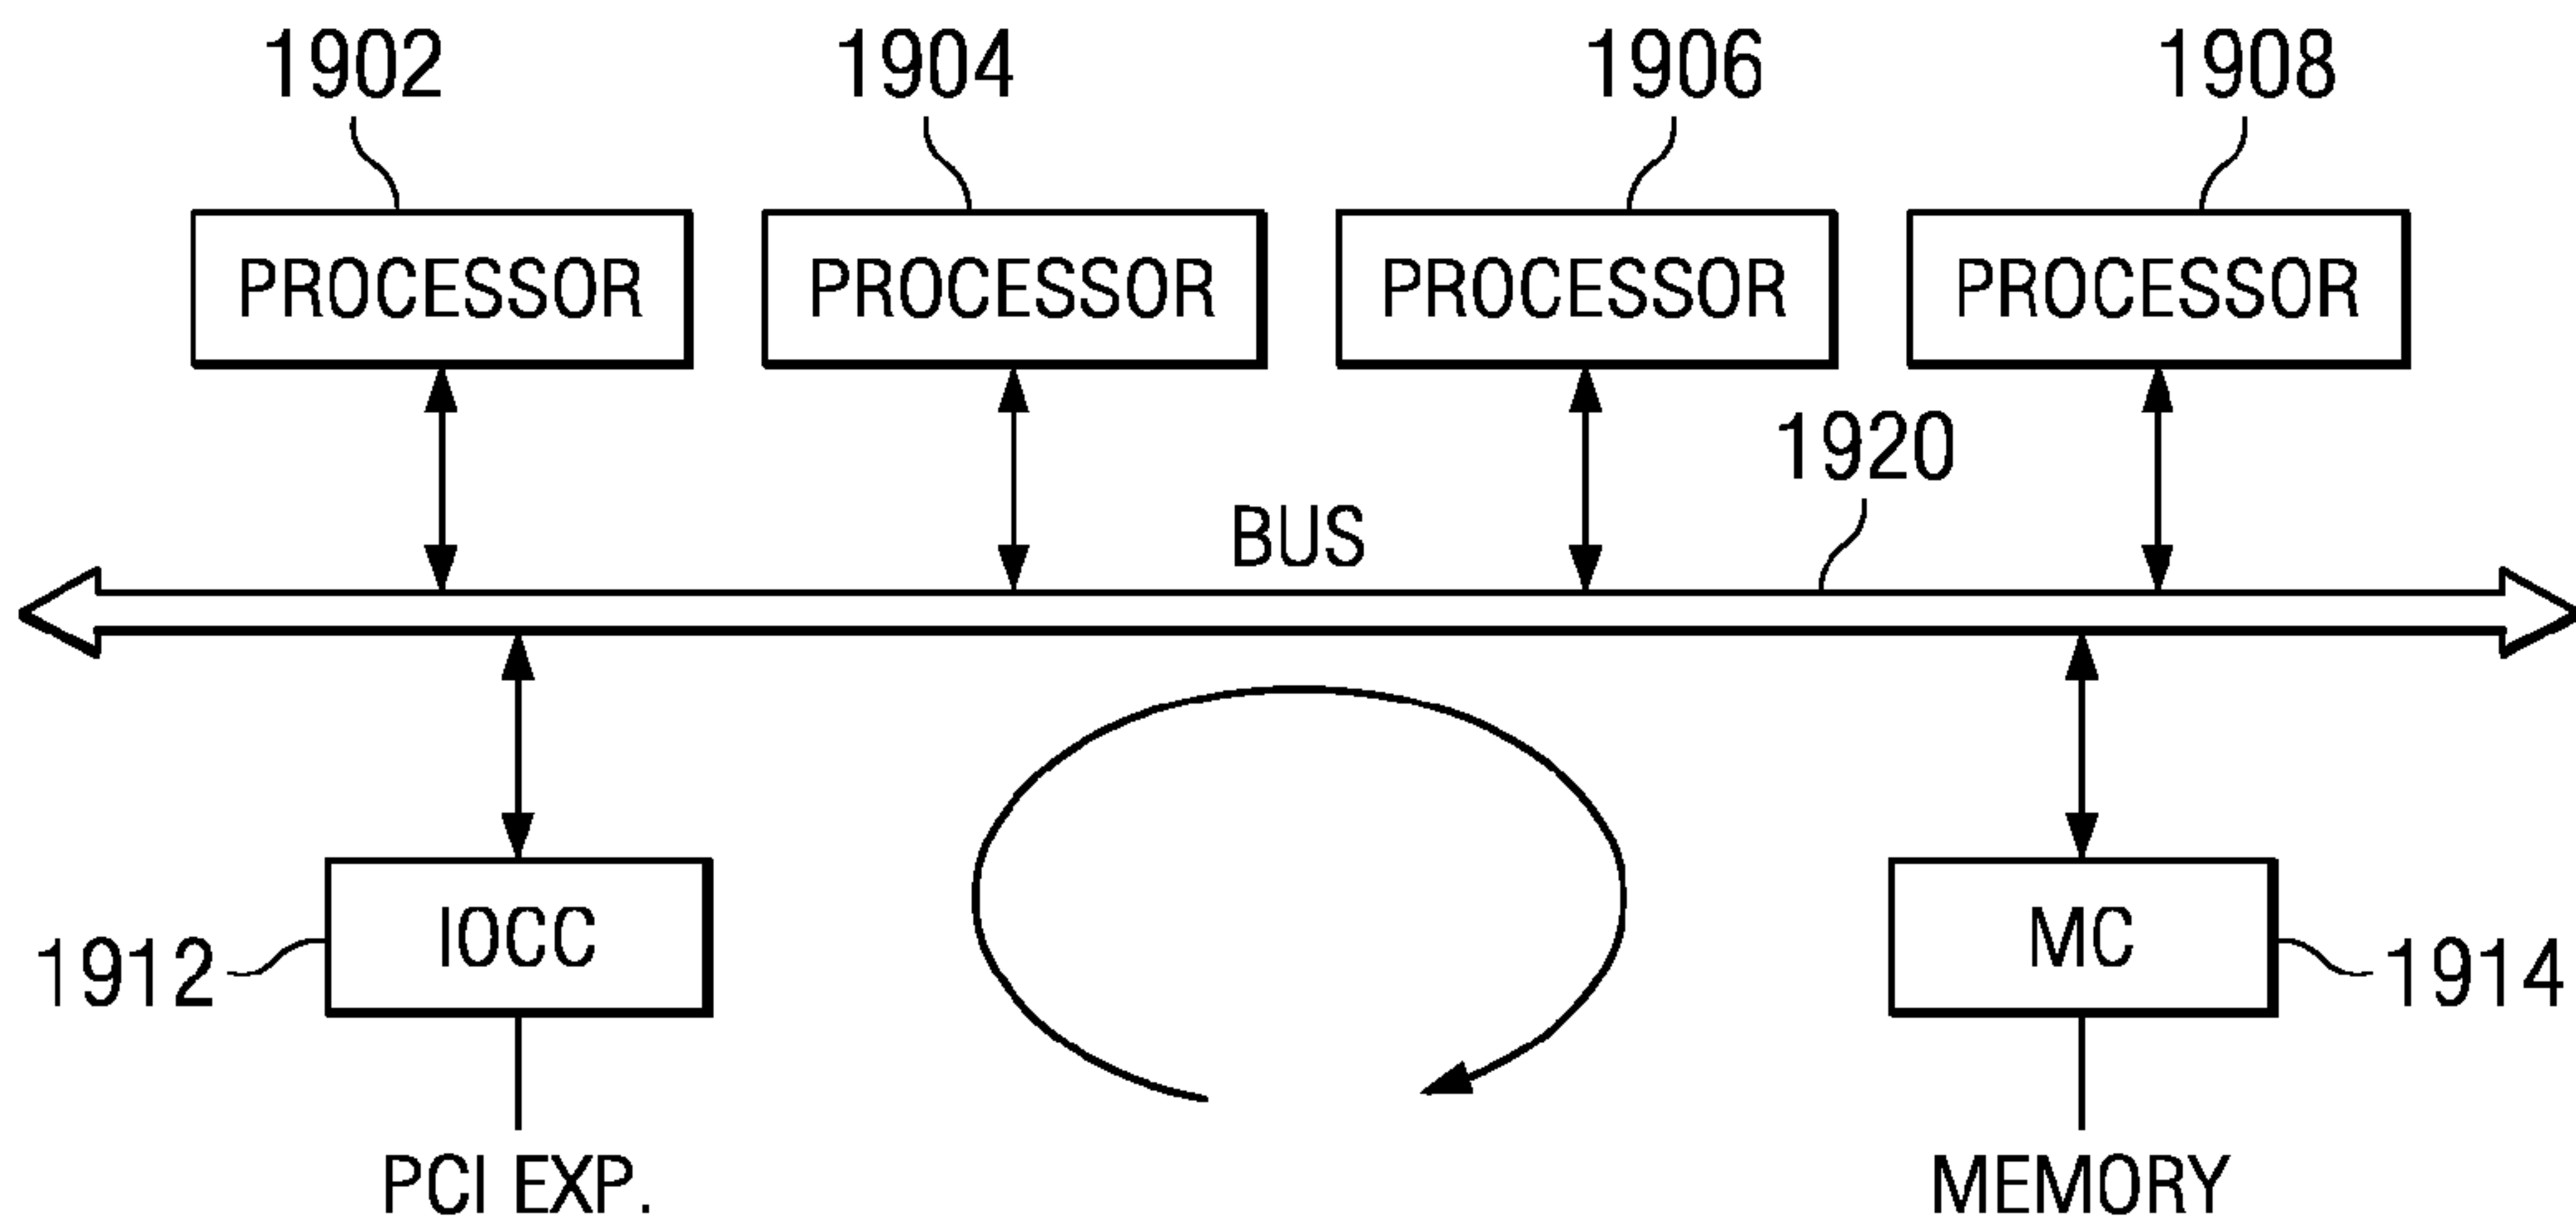 1902 1904 1906 1908
PROCESSOR PROCESSOR PROCESSOR PROCESSOR
1920
BUS
IOCC MC
1912 1914
PCI EXP. MEMORY